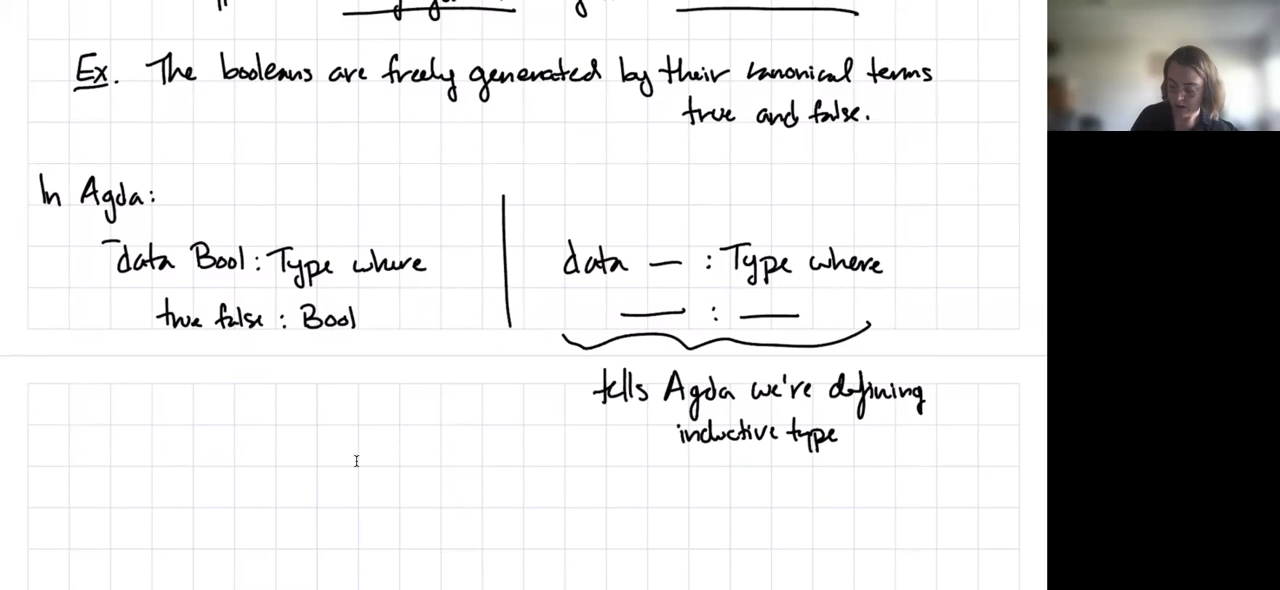 Ex. The booleans are freely generated by their canonical terms
true and false.
In Agda:
data Bool : Type where
true false : Bool
data — : Type where
— : —
tells Agda we're defining
inductive type